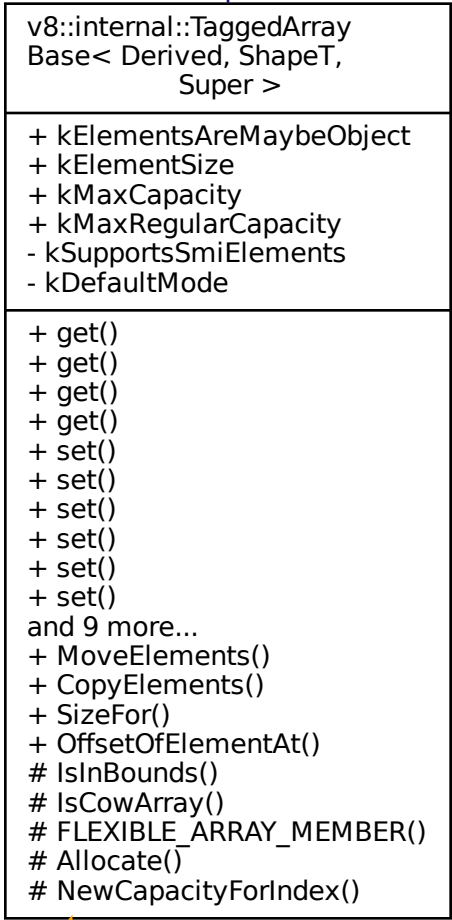 v8::internal::TaggedArray
Base< Derived, ShapeT,
Super >
+ kElementsAreMaybeObject
+ kElementSize
+ kMaxCapacity
+ kMaxRegularCapacity
- kSupportsSmiElements
- kDefaultMode
+ get()
+ get()
+ get()
+ get()
+ set()
+ set()
+ set()
+ set()
+ set()
+ set()
and 9 more...
+ MoveElements()
+ CopyElements()
+ SizeFor()
+ OffsetOfElementAt()
# IsInBounds()
# IsCowArray()
# FLEXIBLE_ARRAY_MEMBER()
# Allocate()
# NewCapacityForIndex()